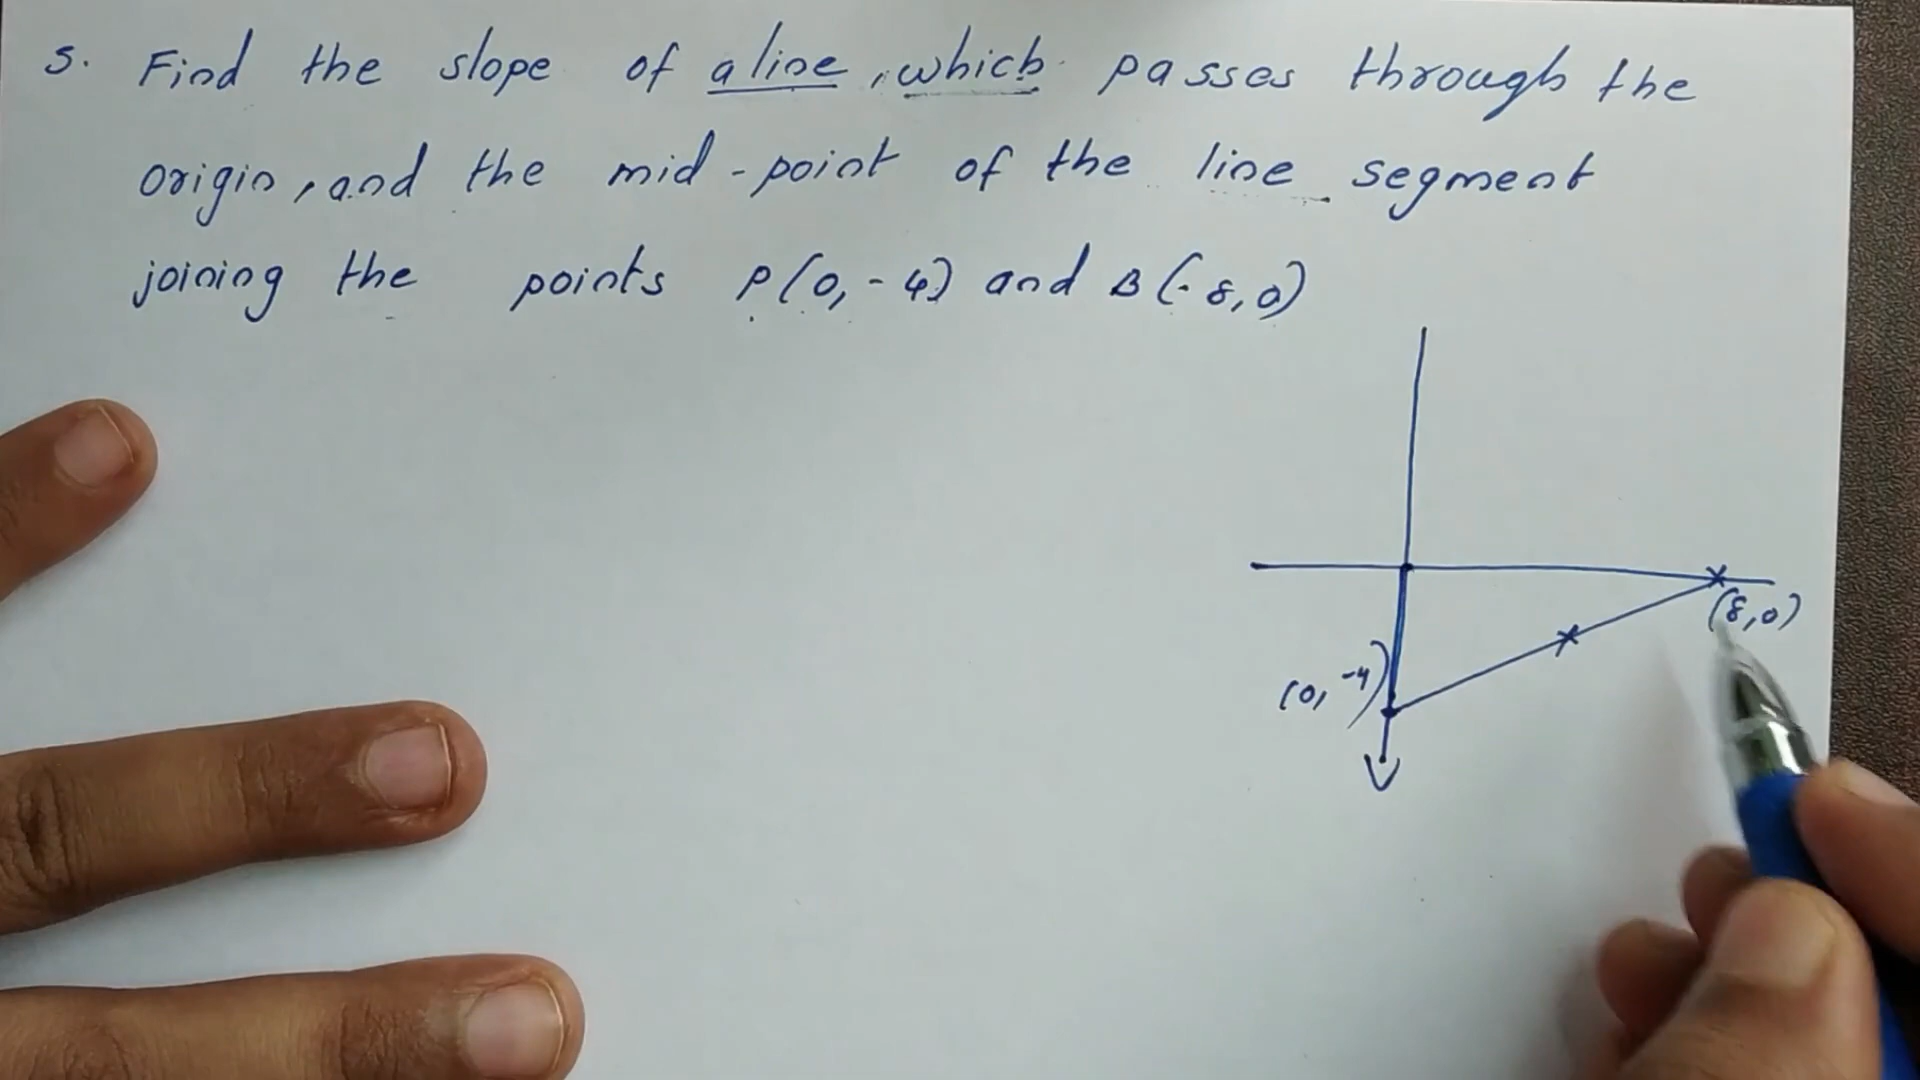 5. Find the slope of a line, which passes through the
origin, and the mid-point of the line segment
joining the points P(0, -4) and B(8, 0)
(8, 0)
(0, -4)